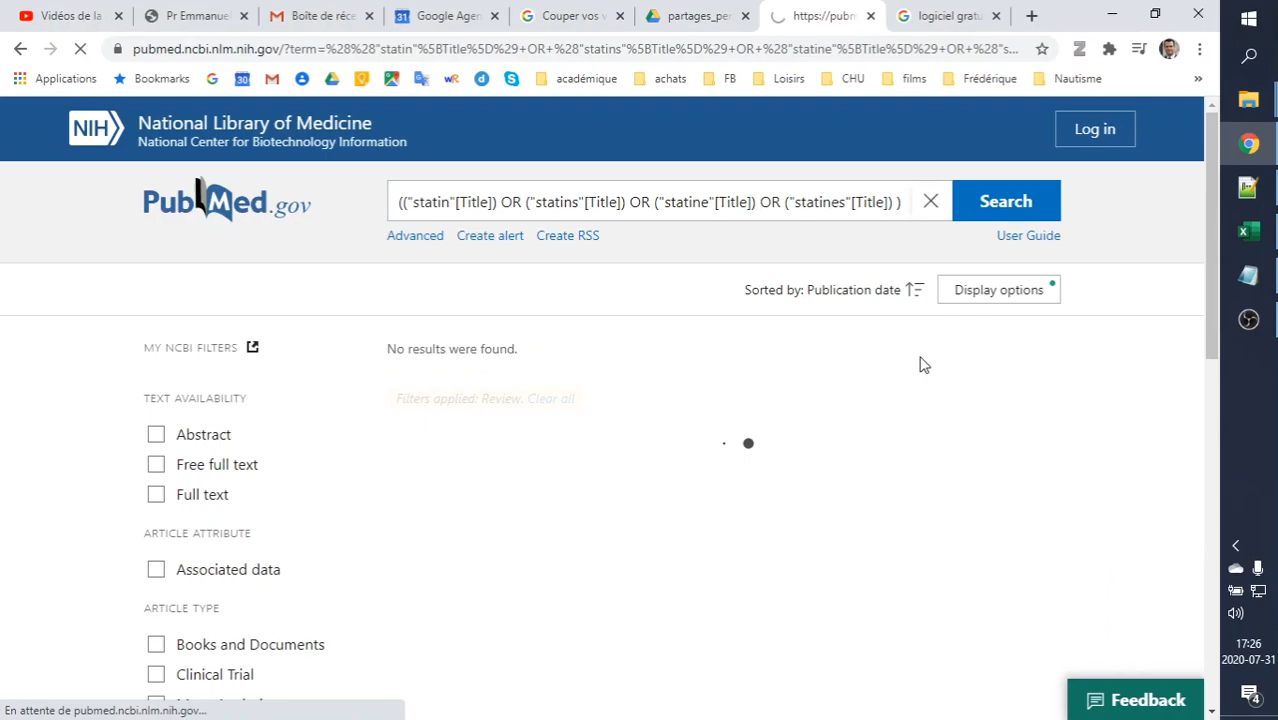 Vidéos de la
Pr Emmanuel
Boîte de réce
Google Agen
Couper vos v
partages_per
https://pubm
logiciel gratu
pubmed.ncbi.nlm.nih.gov/?term=%28%28"statin"%5BTitle%5D%29+OR+%28"statins"%5BTitle%5D%29+OR+%28"statine"%5BTitle%5D%29+OR+%28"s...
Applications
Bookmarks
académique
achats
FB
Loisirs
CHU
films
Frédérique
Nautisme
»
NIH
National Library of Medicine
National Center for Biotechnology Information
Log in
PubMed.gov
(("statin"[Title]) OR ("statins"[Title]) OR ("statine"[Title]) OR ("statines"[Title]) )
Search
Advanced
Create alert
Create RSS
User Guide
Sorted by: Publication date
Display options
MY NCBI FILTERS
No results were found.
Filters applied: Review. Clear all
TEXT AVAILABILITY
Abstract
Free full text
Full text
ARTICLE ATTRIBUTE
Associated data
ARTICLE TYPE
Books and Documents
Clinical Trial
En attente de pubmed.ncbi.nlm.nih.gov...
Feedback
17:26
2020-07-31
4